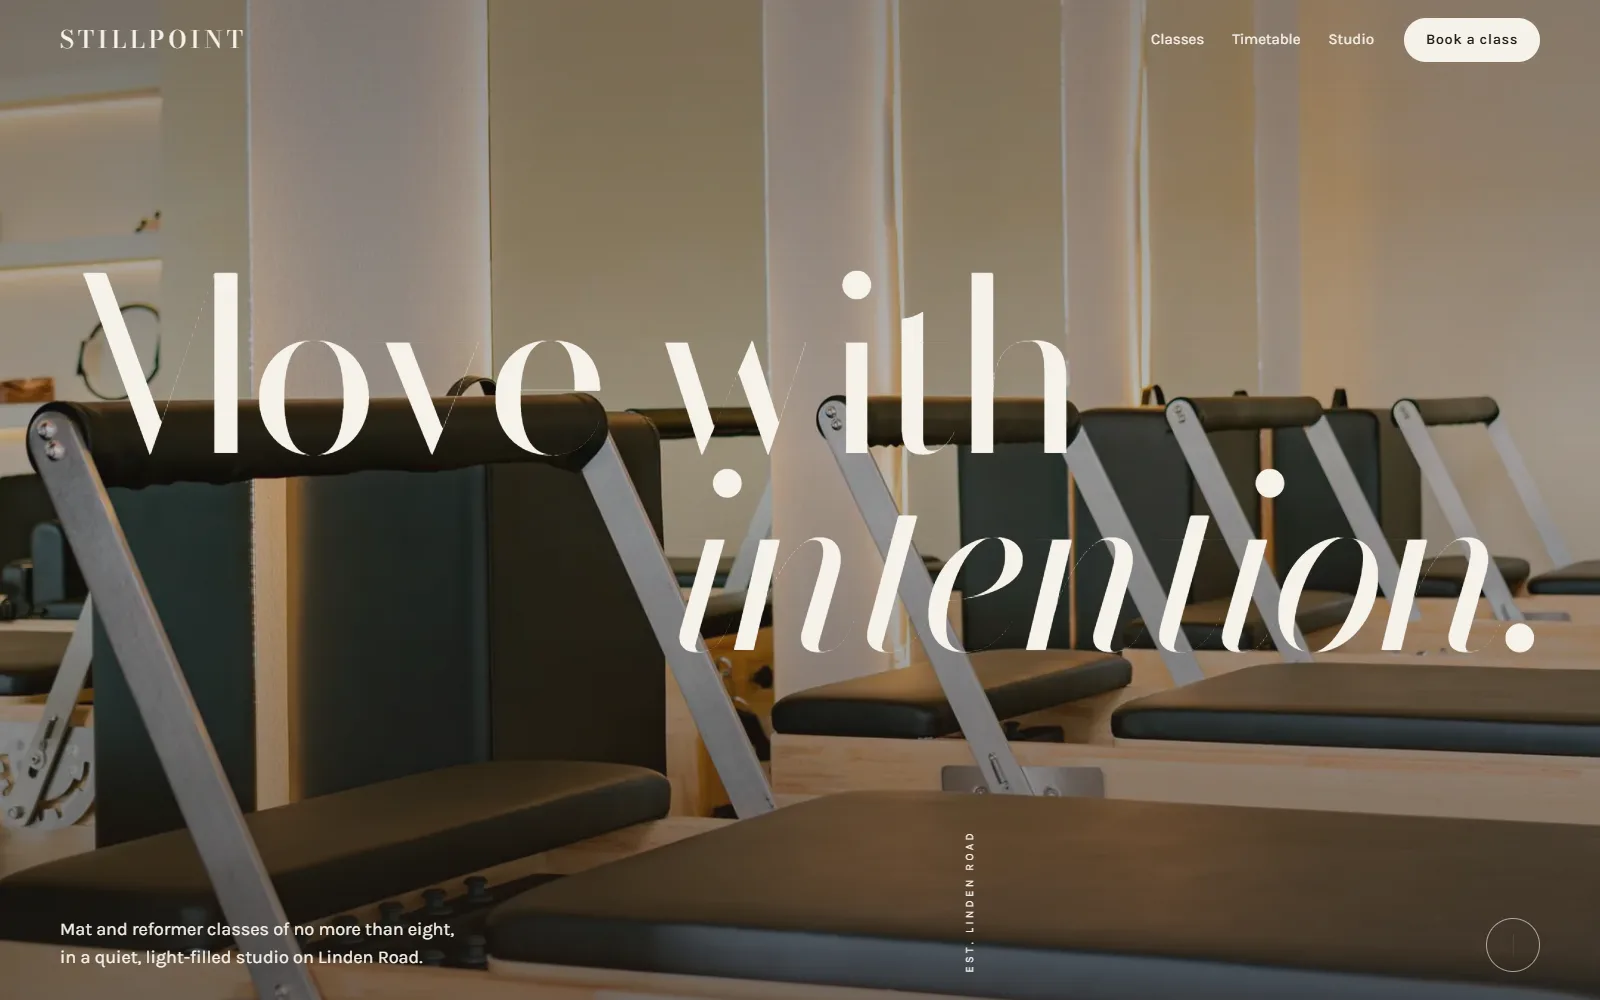 STILLPOINT
Classes
Timetable
Studio
Book a class
Move with
intention.
Mat and reformer classes of no more than eight,
in a quiet, light-filled studio on Linden Road.
EST. LINDEN ROAD